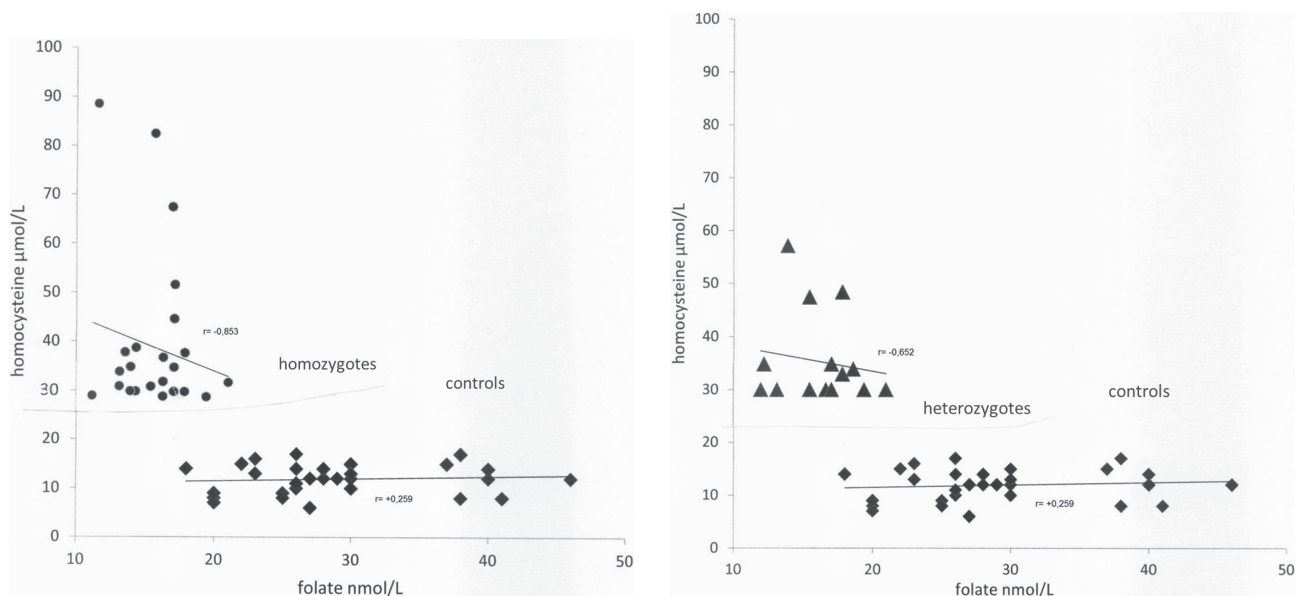 100
90
80
70
60
50
40
30
20
10
0
homocysteine µmol/L
r= -0,853
homozygotes
controls
r= +0,259
10 20 30 40 50
folate nmol/L
100
90
80
70
60
50
40
30
20
10
0
homocysteine µmol/L
r= -0,652
heterozygotes
controls
r= +0,259
10 20 30 40 50
folate nmol/L